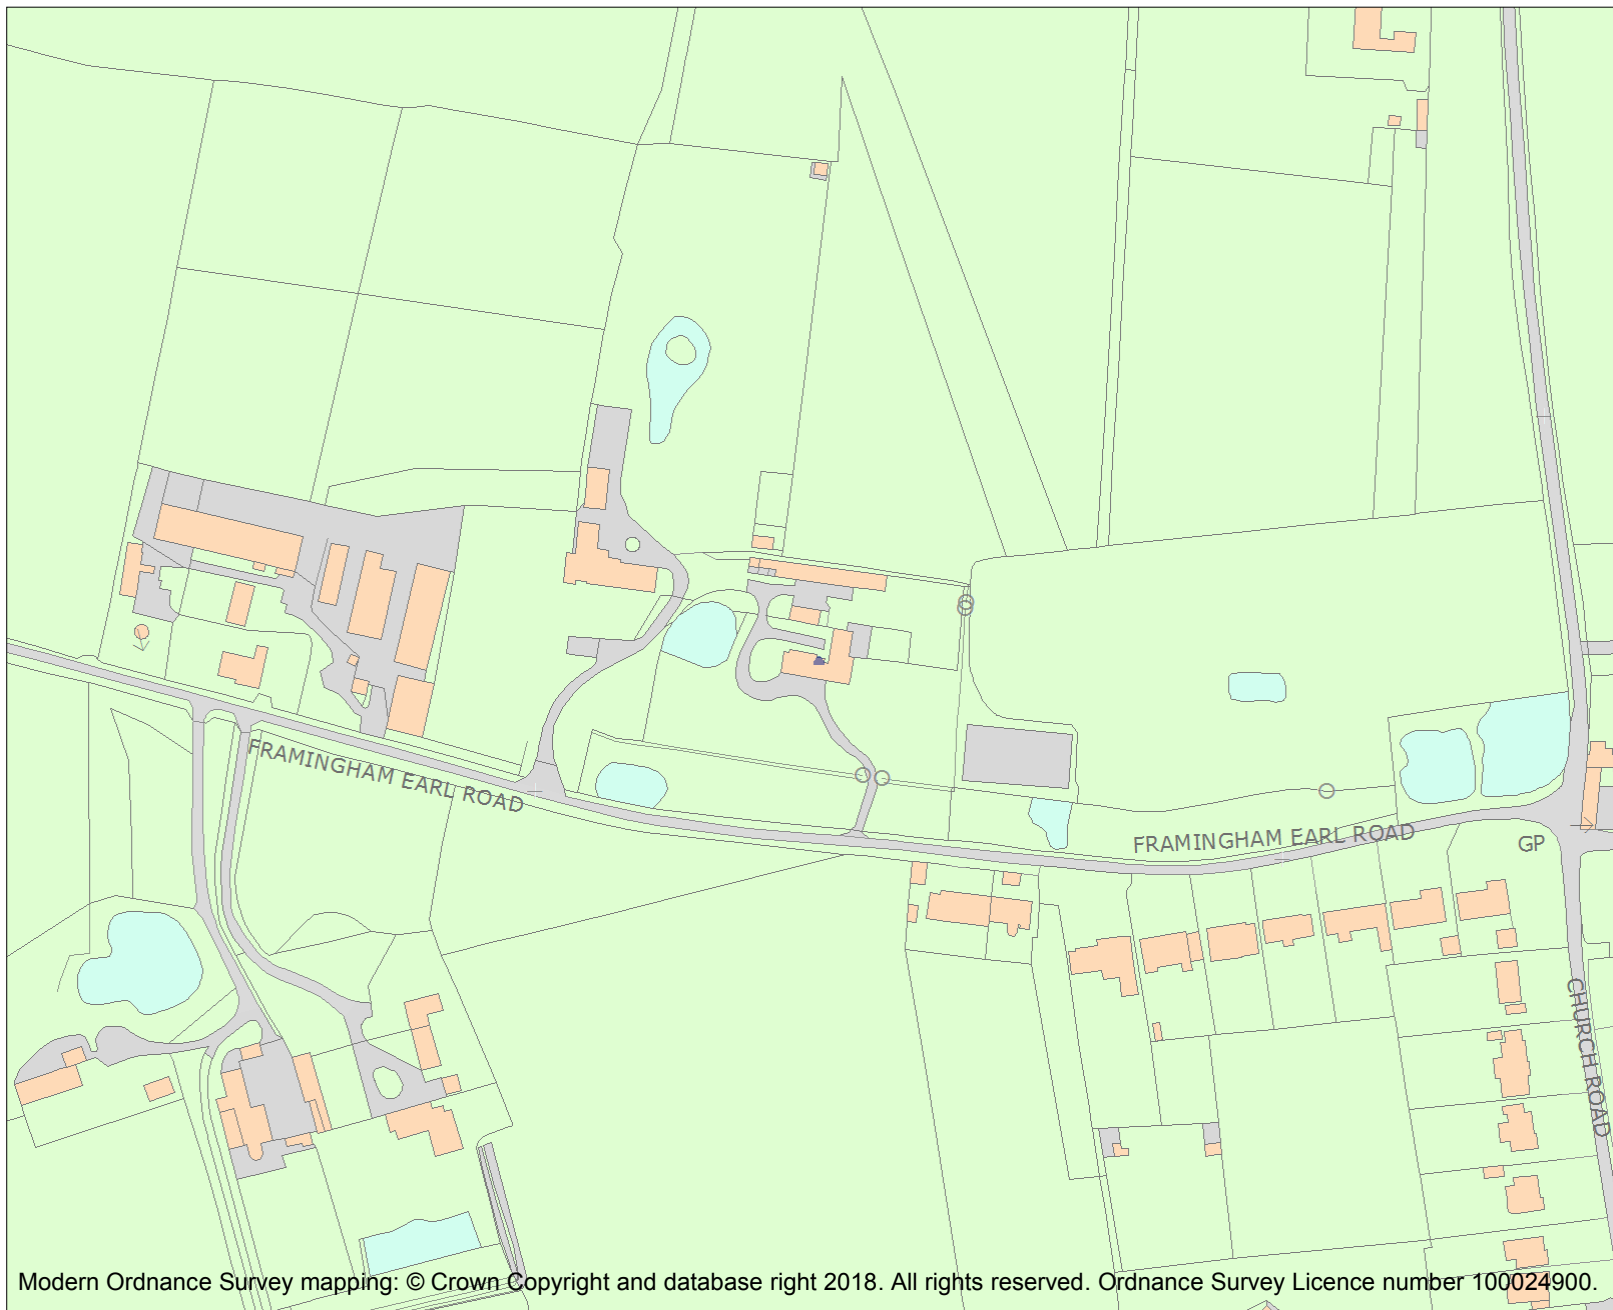 FRAMINGHAM EARL ROAD
FRAMINGHAM EARL ROAD
GP
CHURCH ROAD
Modern Ordnance Survey mapping: © Crown Copyright and database right 2018. All rights reserved. Ordnance Survey Licence number 100024900.